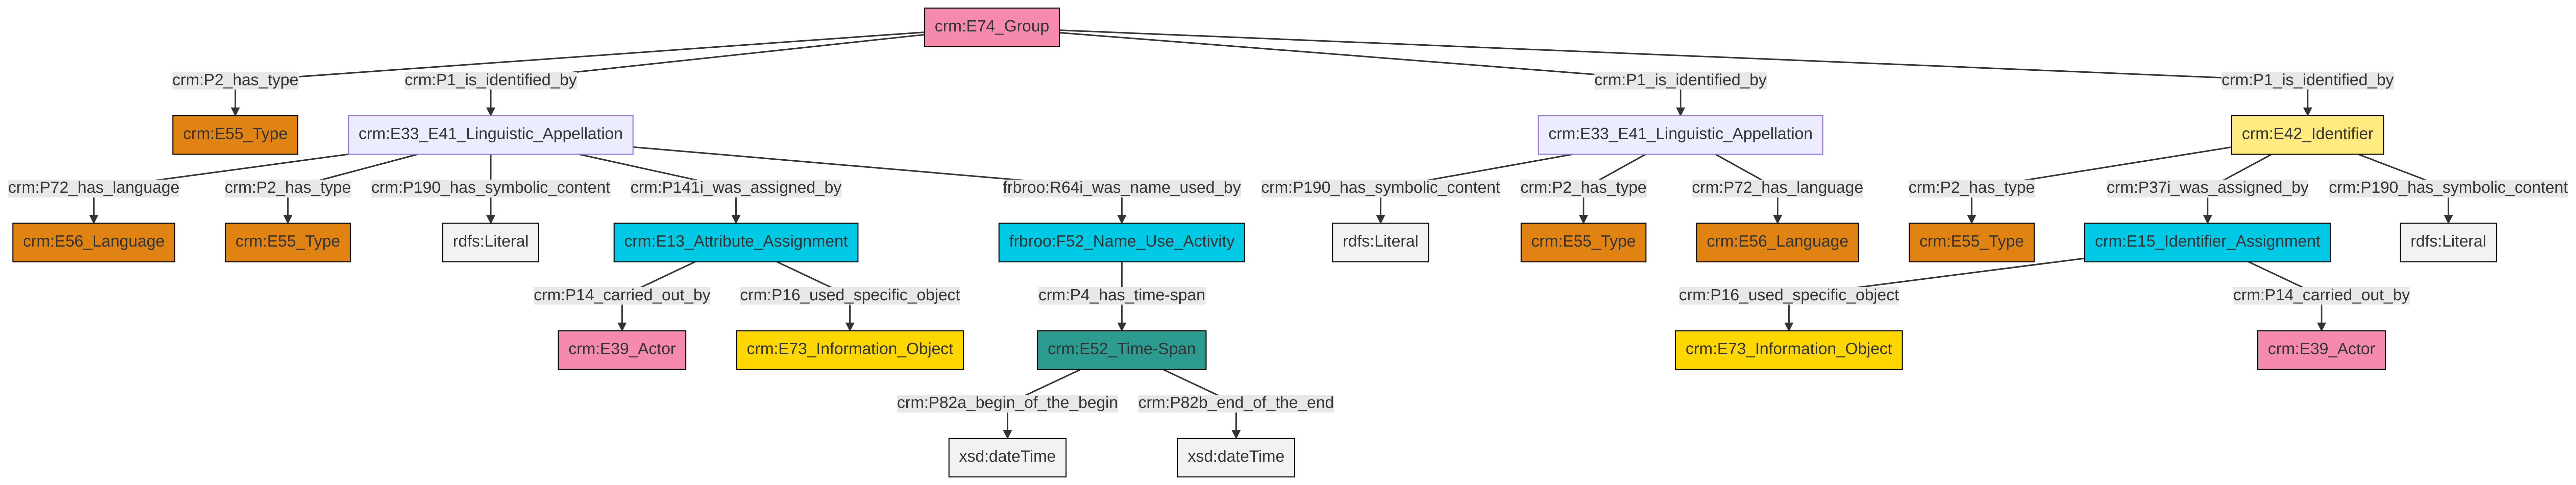 crm:E74_Group
crm:P2_has_type
crm:P1_is_identified_by
crm:P1_is_identified_by
crm:P1_is_identified_by
crm:E55_Type
crm:E33_E41_Linguistic_Appellation
crm:E33_E41_Linguistic_Appellation
crm:E42_Identifier
crm:P72_has_language
crm:P2_has_type
crm:P190_has_symbolic_content
crm:P141i_was_assigned_by
frbroo:R64i_was_name_used_by
crm:P190_has_symbolic_content
crm:P2_has_type
crm:P72_has_language
crm:P2_has_type
crm:P37i_was_assigned_by
crm:P190_has_symbolic_content
crm:E56_Language
crm:E55_Type
rdfs:Literal
crm:E13_Attribute_Assignment
frbroo:F52_Name_Use_Activity
rdfs:Literal
crm:E55_Type
crm:E56_Language
crm:E55_Type
crm:E15_Identifier_Assignment
rdfs:Literal
crm:P14_carried_out_by
crm:P16_used_specific_object
crm:P4_has_time-span
crm:P16_used_specific_object
crm:P14_carried_out_by
crm:E39_Actor
crm:E73_Information_Object
crm:E52_Time-Span
crm:E73_Information_Object
crm:E39_Actor
crm:P82a_begin_of_the_begin
crm:P82b_end_of_the_end
xsd:dateTime
xsd:dateTime